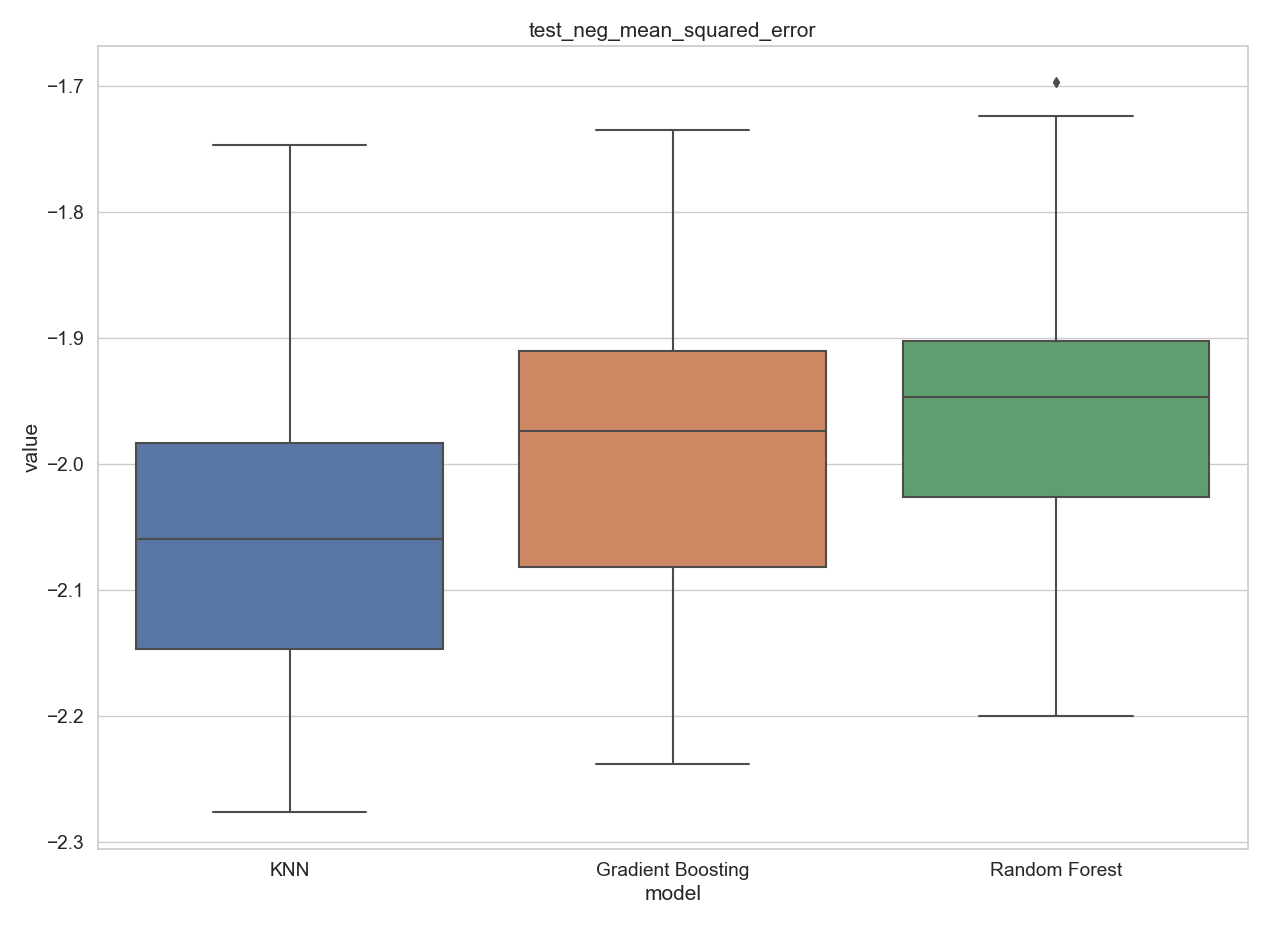 test_neg_mean_squared_error
−1.7
−1.8
−1.9
−2.0
−2.1
−2.2
−2.3
value
KNN Gradient Boosting Random Forest
model